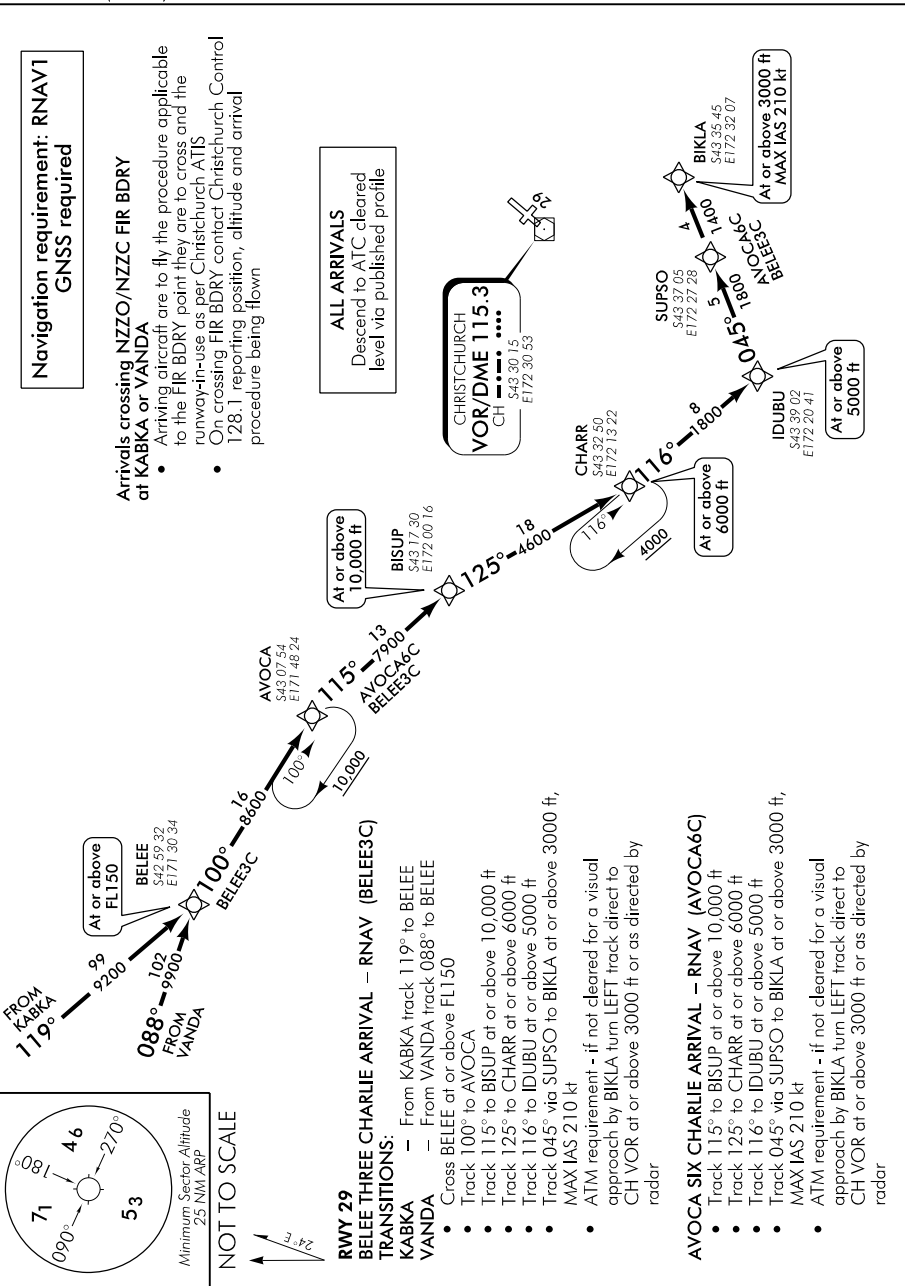 Navigation requirement: RNAV1
GNSS required
Arrivals crossing NZZO/NZZC FIR BDRY
at KABKA or VANDA
• Arriving aircraft are to fly the procedure applicable
to the FIR BDRY point they are to cross and the
runway-in-use as per Christchurch ATIS
• On crossing FIR BDRY contact Christchurch Control
128.1 reporting position, altitude and arrival
procedure being flown
ALL ARRIVALS
Descend to ATC cleared
level via published profile
CHRISTCHURCH
VOR/DME 115.3
CH
S43 30 15
E172 30 53
29
71
46
53
180°
090°
270°
Minimum Sector Altitude
25 NM ARP
NOT TO SCALE
24°E
FROM
KABKA
119°
99
9200
088°
102
9900
FROM
VANDA
At or above
FL150
BELEE
S42 59 32
E171 30 34
100°
16
8600
BELEE3C
AVOCA
S43 07 54
E171 48 24
100°
10,000
115°
13
7900
AVOCA6C
BELEE3C
At or above
10,000 ft
BISUP
S43 17 30
E172 00 16
125°
18
4600
CHARR
S43 32 50
E172 13 22
116°
4000
At or above
6000 ft
116°
8
1800
IDUBU
S43 39 02
E172 20 41
At or above
5000 ft
045°
5
1800
SUPSO
S43 37 05
E172 27 28
4
1400
AVOCA6C
BELEE3C
BIKLA
S43 35 45
E172 32 07
At or above 3000 ft
MAX IAS 210 kt
RWY 29
BELEE THREE CHARLIE ARRIVAL – RNAV (BELEE3C)
TRANSITIONS:
KABKA – From KABKA track 119° to BELEE
VANDA – From VANDA track 088° to BELEE
• Cross BELEE at or above FL150
• Track 100° to AVOCA
• Track 115° to BISUP at or above 10,000 ft
• Track 125° to CHARR at or above 6000 ft
• Track 116° to IDUBU at or above 5000 ft
• Track 045° via SUPSO to BIKLA at or above 3000 ft,
MAX IAS 210 kt
• ATM requirement - if not cleared for a visual
approach by BIKLA turn LEFT track direct to
CH VOR at or above 3000 ft or as directed by
radar
AVOCA SIX CHARLIE ARRIVAL – RNAV (AVOCA6C)
• Track 115° to BISUP at or above 10,000 ft
• Track 125° to CHARR at or above 6000 ft
• Track 116° to IDUBU at or above 5000 ft
• Track 045° via SUPSO to BIKLA at or above 3000 ft,
MAX IAS 210 kt
• ATM requirement - if not cleared for a visual
approach by BIKLA turn LEFT track direct to
CH VOR at or above 3000 ft or as directed by
radar